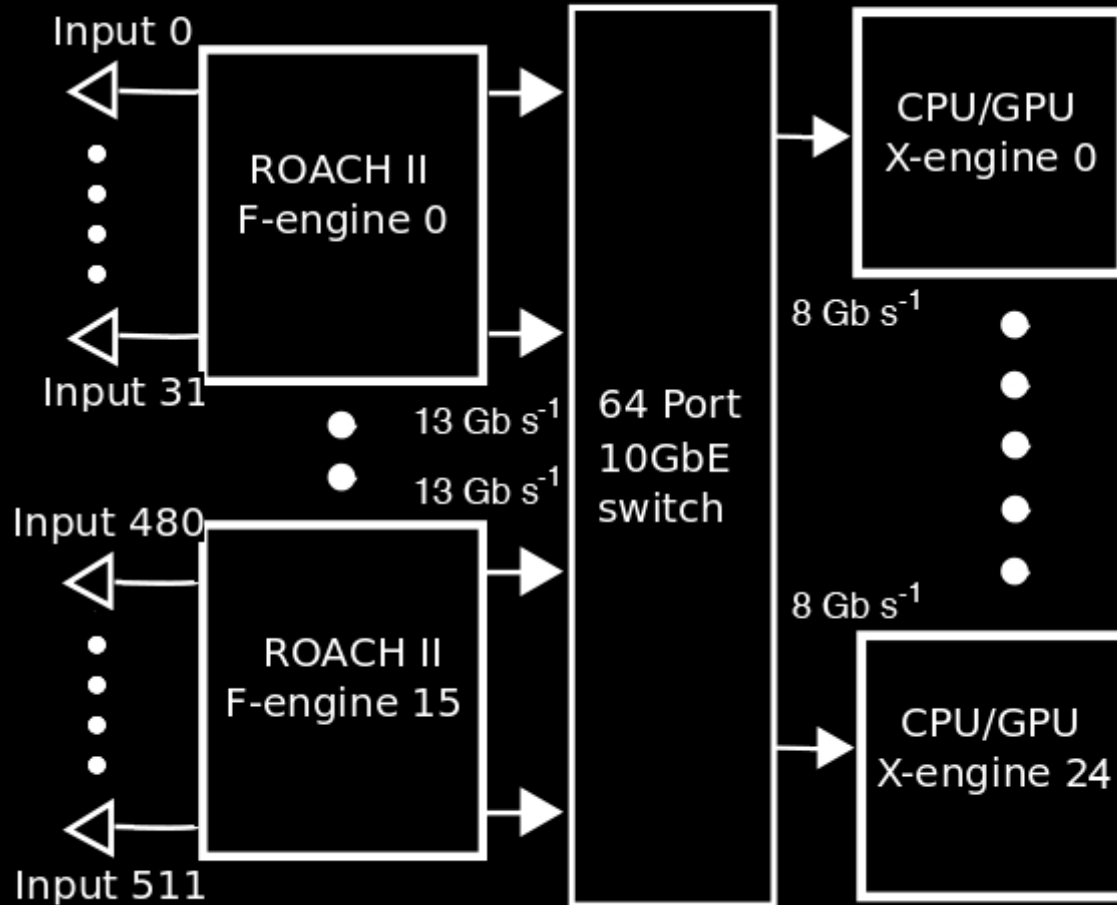 Input 0
ROACH II
F-engine 0
Input 31
13 Gb s-1
13 Gb s-1
Input 480
ROACH II
F-engine 15
Input 511
64 Port
10GbE
switch
CPU/GPU
X-engine 0
8 Gb s-1
8 Gb s-1
CPU/GPU
X-engine 24